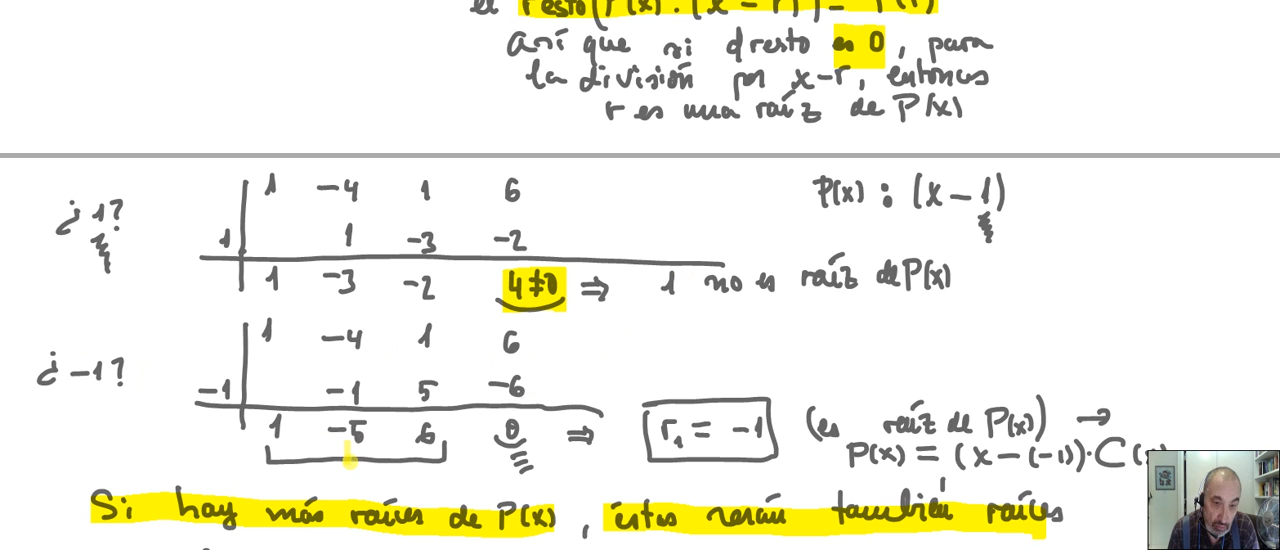 el resto(P(x) : (x - r)) = P(r)
así que si el resto es 0, para
la división por x-r, entonces
r es una raíz de P(x)
¿1?
1 -4 1 6
1 1 -3 -2
1 -3 -2 4≠0 ⇒ 1 no es raíz de P(x)
P(x) : (x-1)
¿-1?
1 -4 1 6
-1 -1 5 -6
1 -5 6 0 ⇒ r₁ = -1 (es raíz de P(x)) →
P(x) = (x-(-1))·C(
Si hay más raíces de P(x), éstas serán también raíces